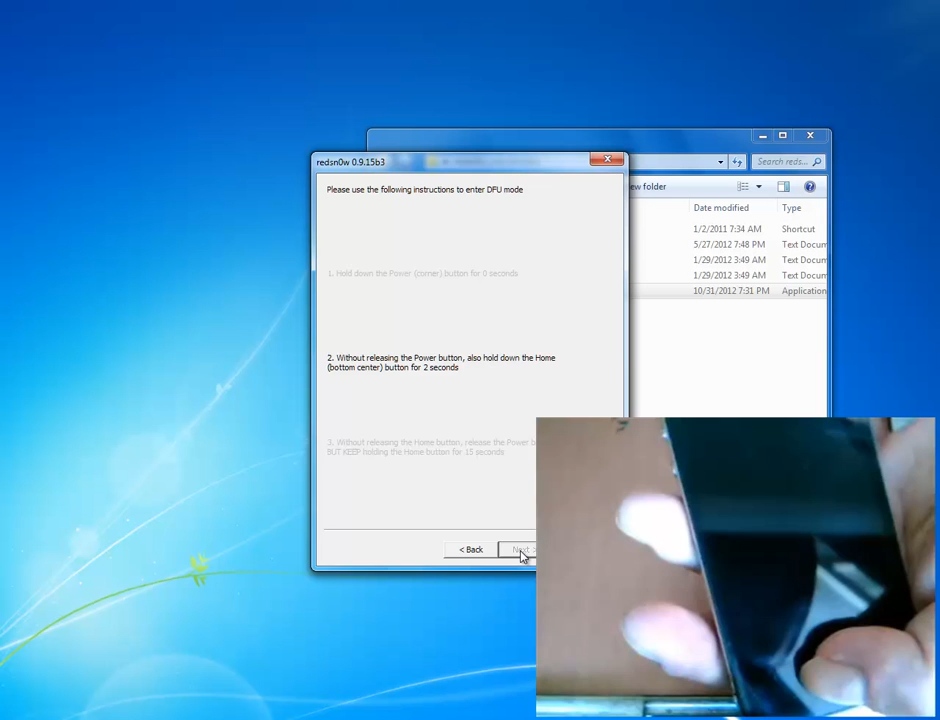 redsn0w 0.9.15b3
Search reds...
Please use the following instructions to enter DFU mode
ew folder
Date modified
Type
1/2/2011 7:34 AM
Shortcut
5/27/2012 7:48 PM
Text Docum
1/29/2012 3:49 AM
Text Docum
1. Hold down the Power (corner) button for 0 seconds
1/29/2012 3:49 AM
Text Docum
10/31/2012 7:31 PM
Application
2. Without releasing the Power button, also hold down the Home
(bottom center) button for 2 seconds
3. Without releasing the Home button, release the Power b
BUT KEEP holding the Home button for 15 seconds
< Back
Next >